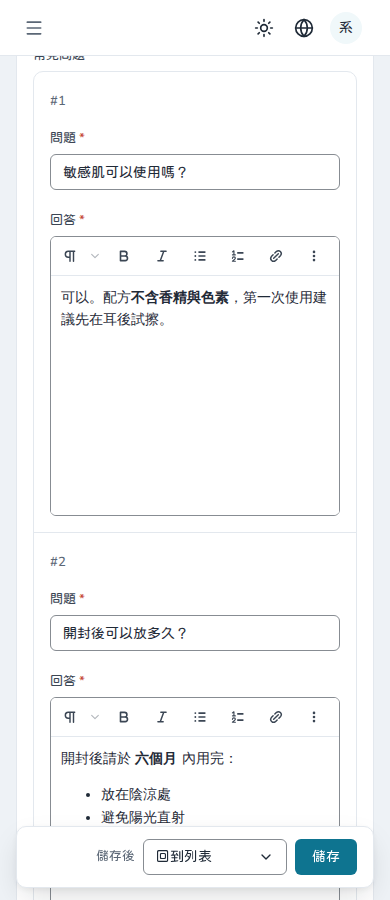 系
常見問題
#1
問題 *
敏感肌可以使用嗎？
回答 *
可以。配方不含香精與色素，第一次使用建
議先在耳後試擦。
#2
問題 *
開封後可以放多久？
回答 *
開封後請於 六個月 內用完：
• 放在陰涼處
• 避免陽光直射
儲存後
回到列表
儲存